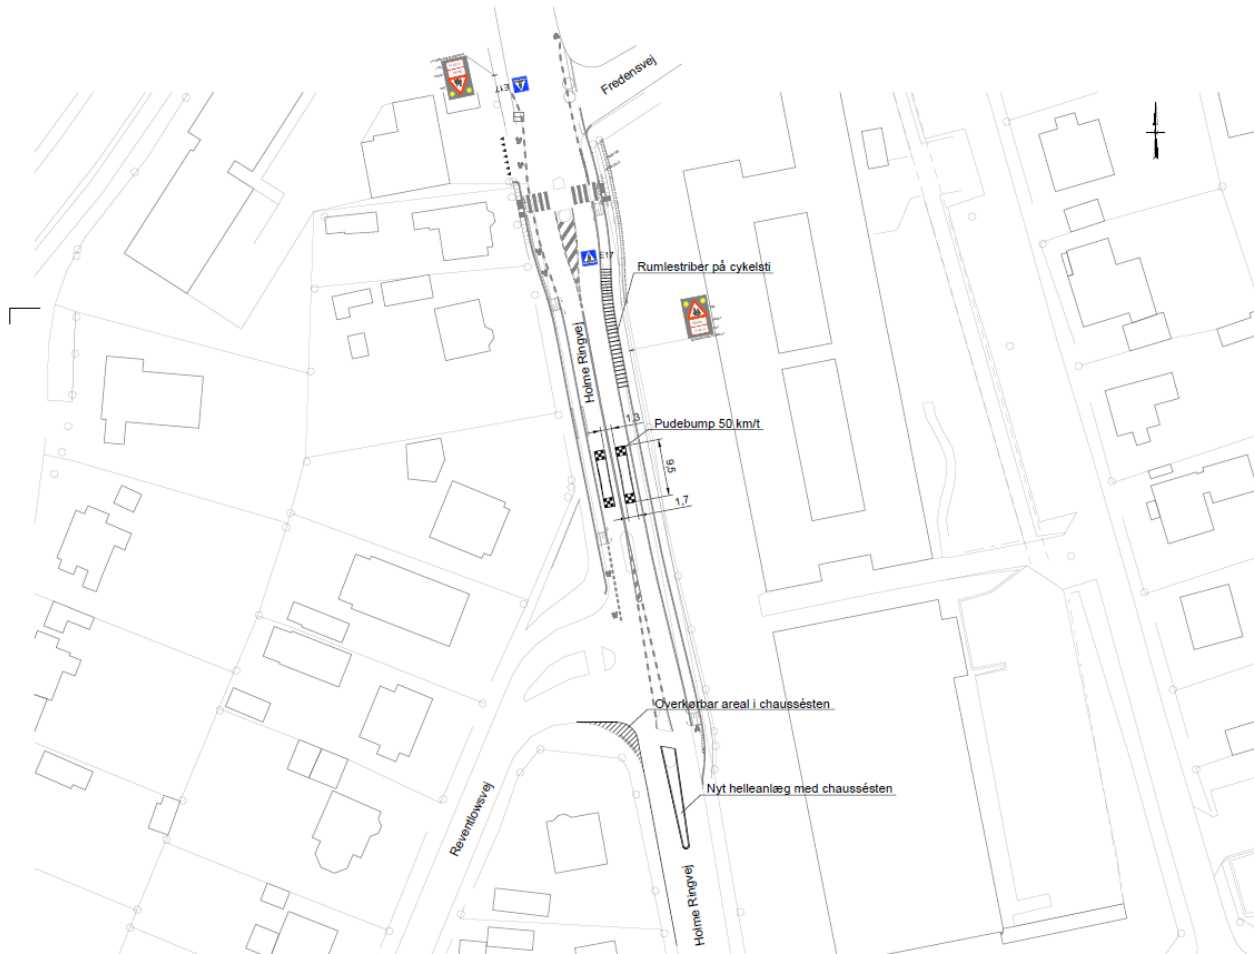 Fredensvej
E17
E17
Rumlestriber på cykelsti
Holme Ringvej
1,3
Pudebump 50 km/t
9,5
1,7
Overkørbar areal i chaussésten
Nyt helleanlæg med chaussésten
Reventlowsvej
Holme Ringvej